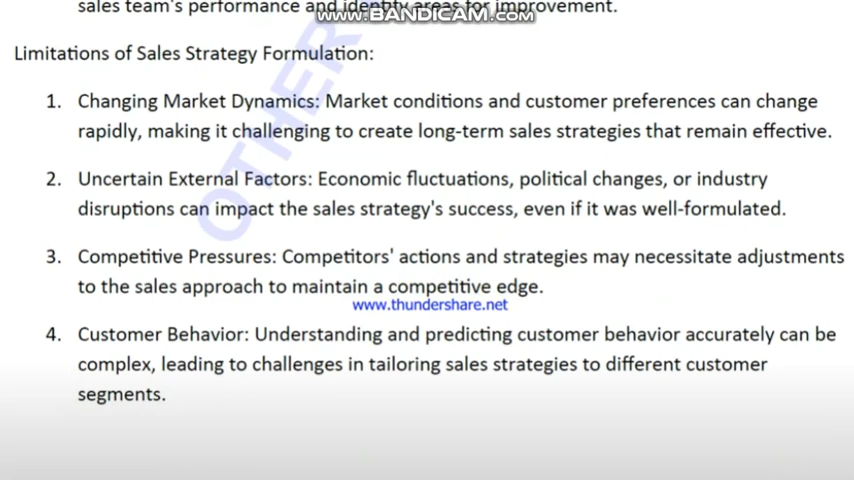 sales team's performance and identify areas for improvement.
www.BANDICAM.com
Limitations of Sales Strategy Formulation:
1. Changing Market Dynamics: Market conditions and customer preferences can change
rapidly, making it challenging to create long-term sales strategies that remain effective.
2. Uncertain External Factors: Economic fluctuations, political changes, or industry
disruptions can impact the sales strategy's success, even if it was well-formulated.
3. Competitive Pressures: Competitors' actions and strategies may necessitate adjustments
to the sales approach to maintain a competitive edge.
www.thundershare.net
4. Customer Behavior: Understanding and predicting customer behavior accurately can be
complex, leading to challenges in tailoring sales strategies to different customer
segments.
OTHER